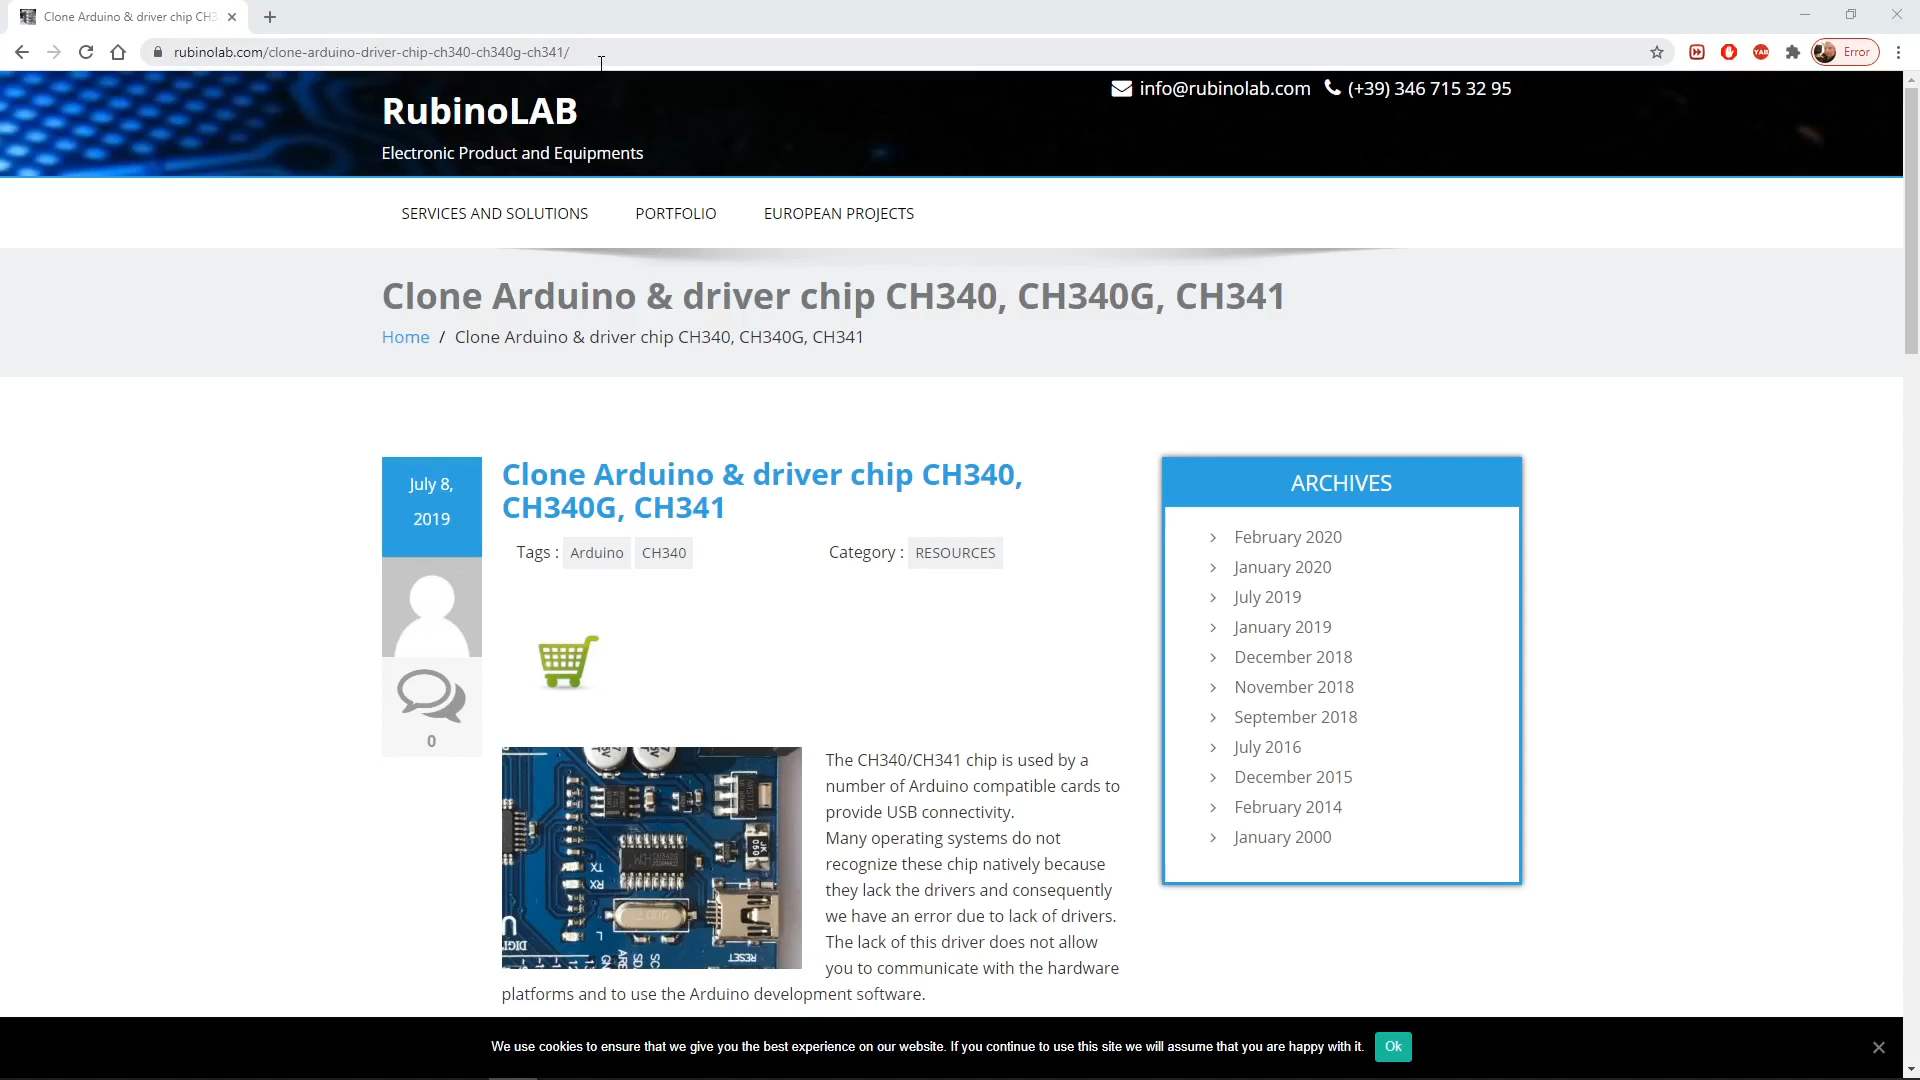 Clone Arduino & driver chip CH3
rubinolab.com/clone-arduino-driver-chip-ch340-ch340g-ch341/
YAB
Error
RubinoLAB
Electronic Product and Equipments
info@rubinolab.com (+39) 346 715 32 95
SERVICES AND SOLUTIONS PORTFOLIO EUROPEAN PROJECTS
Clone Arduino & driver chip CH340, CH340G, CH341
Home / Clone Arduino & driver chip CH340, CH340G, CH341
July 8,
2019
0
Clone Arduino & driver chip CH340,
CH340G, CH341
Tags : Arduino CH340 Category : RESOURCES
The CH340/CH341 chip is used by a
number of Arduino compatible cards to
provide USB connectivity.
Many operating systems do not
recognize these chip natively because
they lack the drivers and consequently
we have an error due to lack of drivers.
The lack of this driver does not allow
you to communicate with the hardware
platforms and to use the Arduino development software.
TX
RX
L
RESET
ARCHIVES
February 2020
January 2020
July 2019
January 2019
December 2018
November 2018
September 2018
July 2016
December 2015
February 2014
January 2000
We use cookies to ensure that we give you the best experience on our website. If you continue to use this site we will assume that you are happy with it. Ok